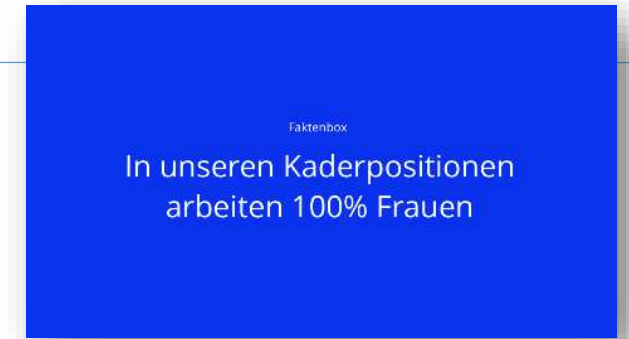 Faktenbox
In unseren Kaderpositionen
arbeiten 100% Frauen